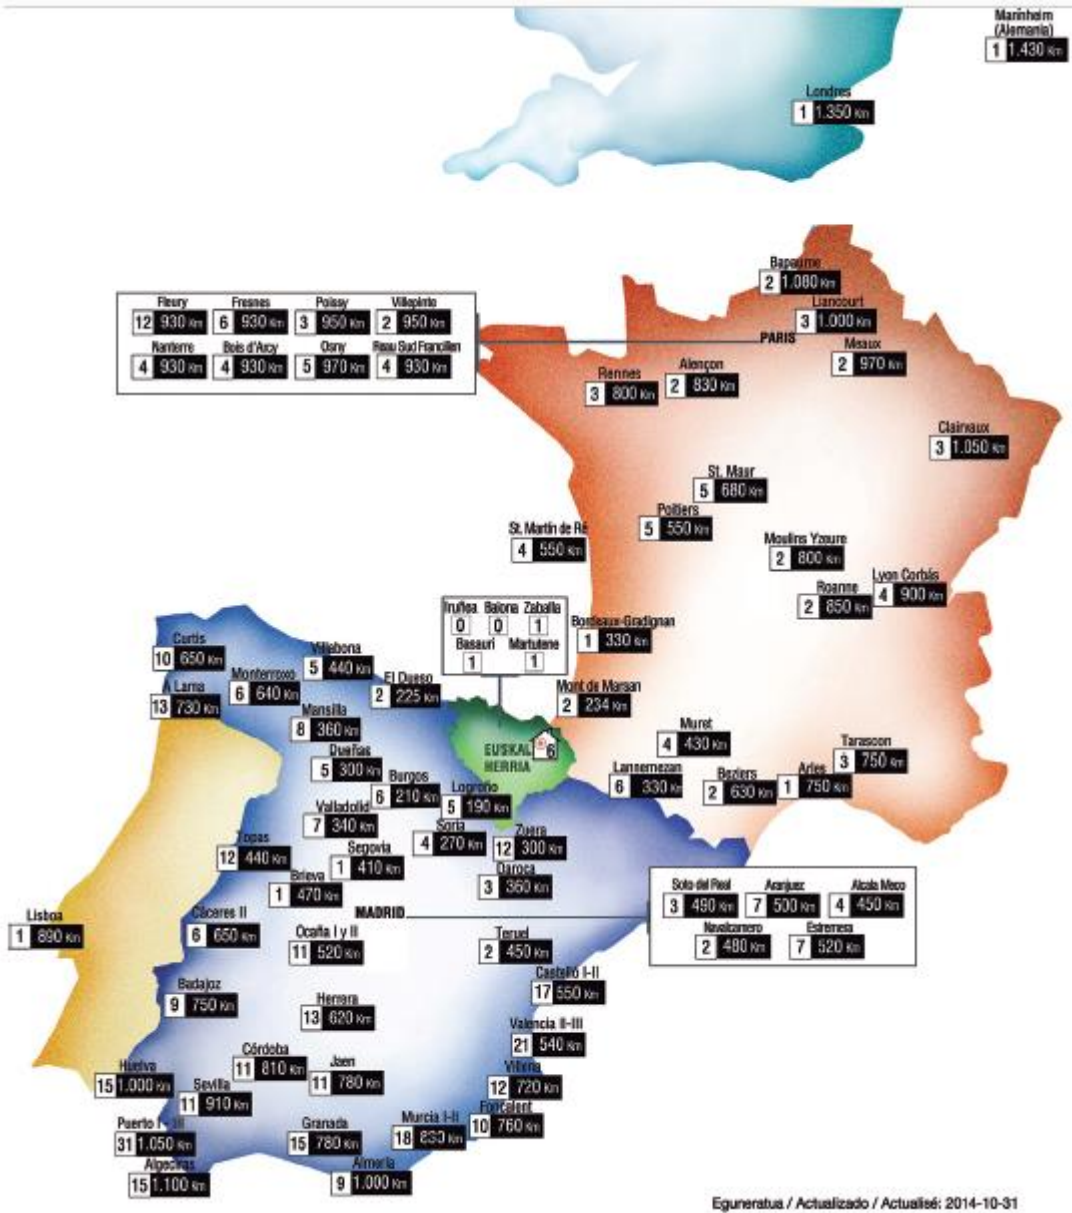 Mannheim
(Alemania)
1 1.430 Km
Londres
1 1.350 Km
Bapaume
2 1.080 Km
Liancourt
3 1.000 Km
PARIS
Fleury Fresnes Poissy Villepinte
12 930 Km 6 930 Km 3 950 Km 2 950 Km
Nanterre Bois d'Arcy Osny Reau Sud Francilien
4 930 Km 4 930 Km 5 970 Km 4 930 Km
Meaux
2 970 Km
Alençon
2 830 Km
Rennes
3 800 Km
Clairvaux
3 1.050 Km
St. Maur
5 680 Km
Poitiers
5 550 Km
St. Martin de Ré
4 550 Km
Moulins Yzeure
2 800 Km
Lyon Corbás
4 900 Km
Roanne
2 850 Km
Iruñea Baiona Zaballa
0 0 1
Basauri Martutene
1 1
Bordeaux-Gradignan
1 330 Km
Curtis
10 650 Km
Villabona
5 440 Km
Monterroxo
6 640 Km
El Dueso
2 225 Km
A Lama
13 730 Km
Mont de Marsan
2 234 Km
Mansilla
8 360 Km
EUSKAL
HERRIA
6
Muret
4 430 Km
Tarascon
3 750 Km
Dueñas
5 300 Km
Lannemezan
6 330 Km
Beziers
2 630 Km
Arles
1 750 Km
Burgos
6 210 Km
Logroño
5 190 Km
Valladolid
7 340 Km
Soria
4 270 Km
Zuera
12 300 Km
Topas
12 440 Km
Segovia
1 410 Km
Daroca
3 360 Km
Brieva
1 470 Km
MADRID
Soto del Real Aranjuez Alcala Meco
3 490 Km 7 500 Km 4 450 Km
Navalcarnero Estremera
2 480 Km 7 520 Km
Lisboa
1 890 Km
Cáceres II
6 650 Km
Ocaña I y II
11 520 Km
Teruel
2 450 Km
Castelló I-II
17 550 Km
Badajoz
9 750 Km
Herrera
13 620 Km
Valencia II-III
21 540 Km
Córdoba
11 810 Km
Jaen
11 780 Km
Villena
12 720 Km
Huelva
15 1.000 Km
Sevilla
11 910 Km
Foncalent
10 760 Km
Puerto I - III
31 1.050 Km
Granada
15 780 Km
Murcia I-II
18 830 Km
Algeciras
15 1.100 Km
Almería
9 1.000 Km
Eguneratua / Actualizado / Actualisé: 2014-10-31